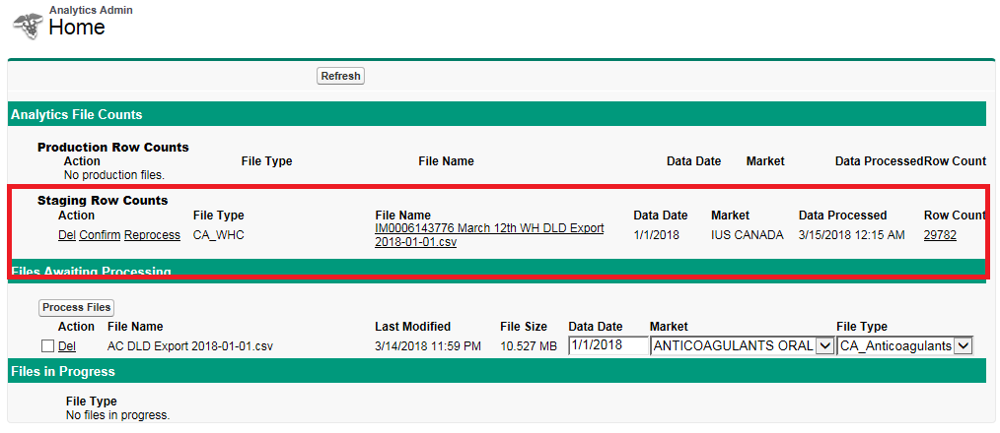 Analytics Admin
Home
Refresh
Analytics File Counts
Production Row Counts
Action File Type File Name Data Date Market Data Processed Row Count
No production files.
Staging Row Counts
Action File Type File Name Data Date Market Data Processed Row Count
Del Confirm Reprocess CA_WHC IM0006143776 March 12th WH DLD Export 1/1/2018 IUS CANADA 3/15/2018 12:15 AM 29782
2018-01-01.csv
Files Awaiting Processing
Process Files
Action File Name Last Modified File Size Data Date Market File Type
Del AC DLD Export 2018-01-01.csv 3/14/2018 11:59 PM 10.527 MB 1/1/2018 ANTICOAGULANTS ORAL CA_Anticoagulants
Files in Progress
File Type
No files in progress.